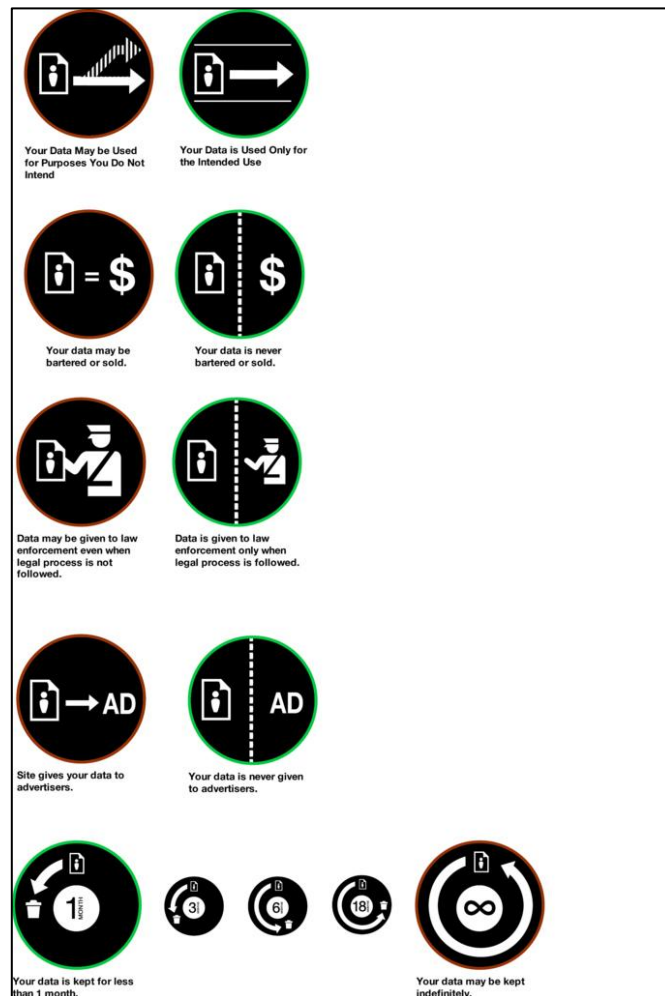 Your Data May be Used
for Purposes You Do Not
Intend
Your Data is Used Only for
the Intended Use
= $
$
Your data may be
bartered or sold.
Your data is never
bartered or sold.
Data may be given to law
enforcement even when
legal process is not
followed.
Data is given to law
enforcement only when
legal process is followed.
AD
AD
Site gives your data to
advertisers.
Your data is never given
to advertisers.
1 MONTH
3
6
18
∞
Your data is kept for less
than 1 month.
Your data may be kept
indefinitely.